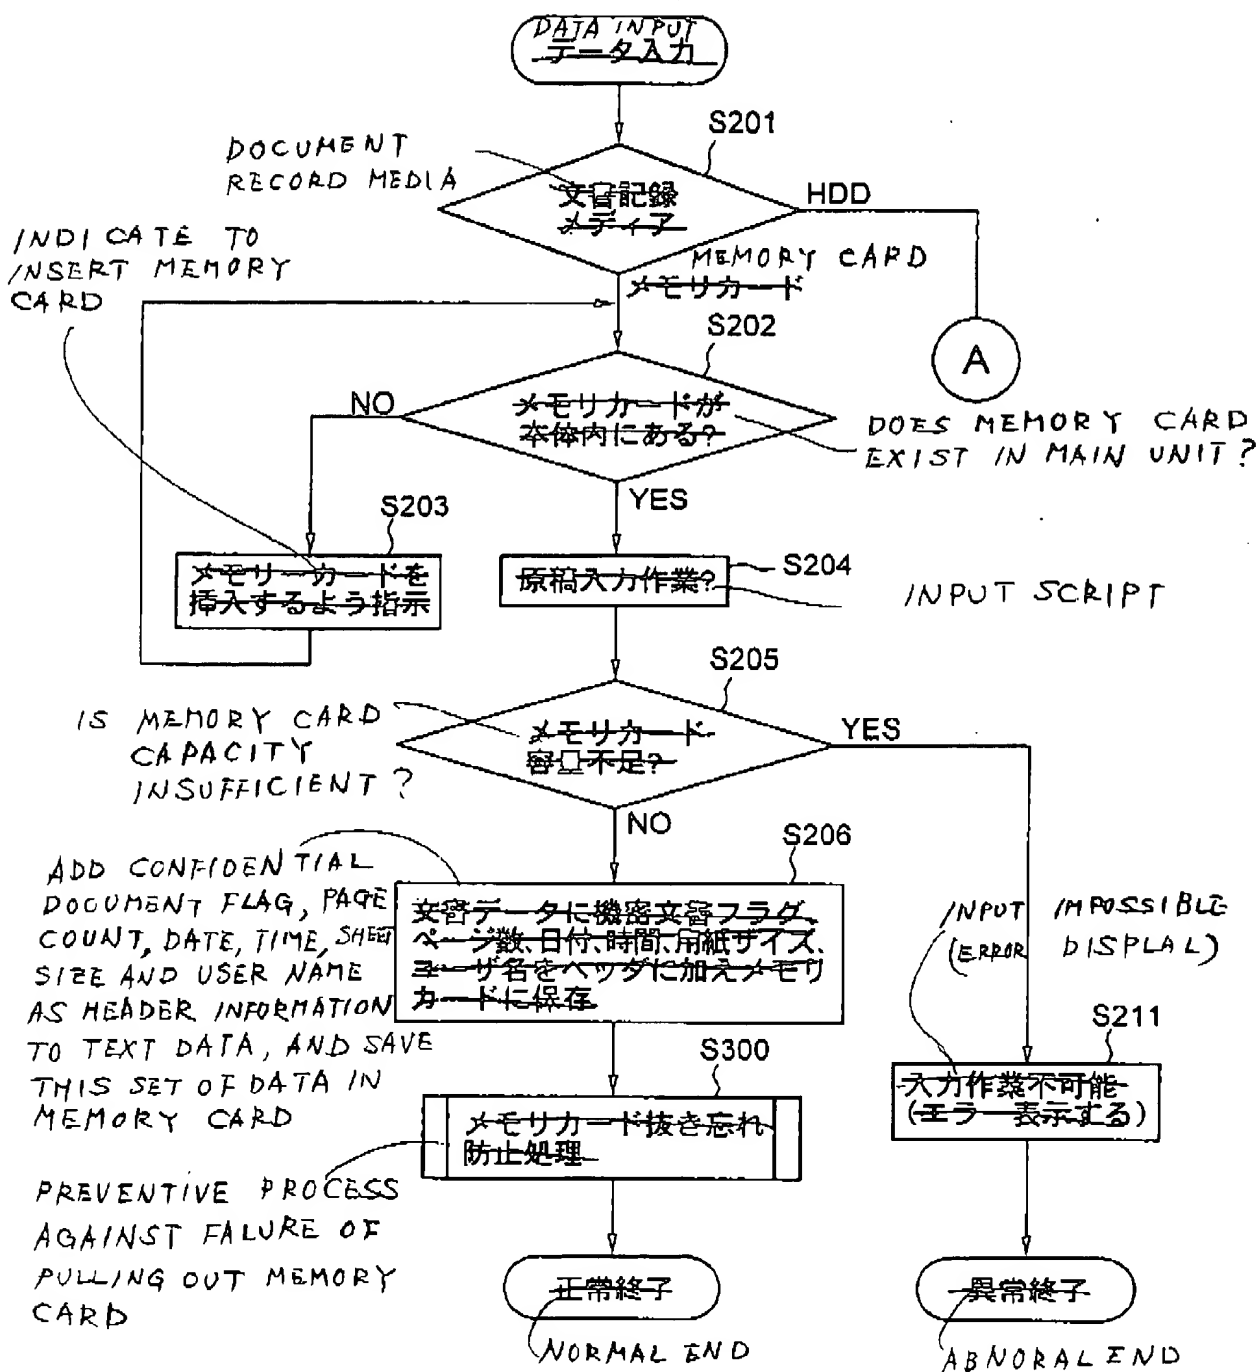 DATA INPUT
データ入力
S201
DOCUMENT
RECORD MEDIA
文書記録
メディア
HDD
INDICATE TO
INSERT MEMORY
CARD
MEMORY CARD
メモリカード
S202
A
NO
メモリカードが
本体内にある?
DOES MEMORY CARD
EXIST IN MAIN UNIT?
YES
S203
メモリーカードを
挿入するよう指示
S204
原稿入力作業?
INPUT SCRIPT
S205
IS MEMORY CARD
CAPACITY
INSUFFICIENT?
メモリカード
容量不足?
YES
NO
S206
ADD CONFIDENTIAL
DOCUMENT FLAG, PAGE
COUNT, DATE, TIME, SHEET
SIZE AND USER NAME
AS HEADER INFORMATION
TO TEXT DATA, AND SAVE
THIS SET OF DATA IN
MEMORY CARD
文書データに機密文書フラグ、
ページ数、日付、時間、用紙サイズ、
ユーザ名をヘッダに加えメモリ
カードに保存
INPUT IMPOSSIBLE
(ERROR DISPLAL)
S211
入力作業不可能
(エラー表示する)
S300
メモリカード抜き忘れ
防止処理
PREVENTIVE PROCESS
AGAINST FALURE OF
PULLING OUT MEMORY
CARD
正常終了
NORMAL END
異常終了
ABNORAL END